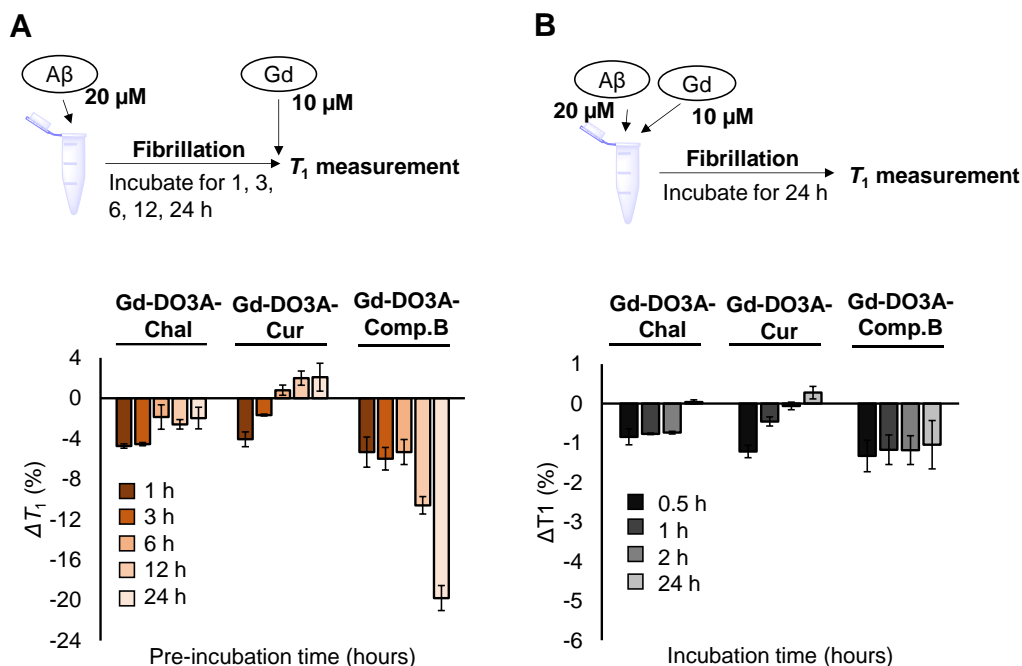 A
Aβ
20 µM
Gd
10 µM
Fibrillation
Incubate for 1, 3,
6, 12, 24 h
T1 measurement
Gd-DO3A-
Chal
Gd-DO3A-
Cur
Gd-DO3A-
Comp.B
4
0
-4
-8
-12
-16
-20
-24
ΔT1 (%)
1 h
3 h
6 h
12 h
24 h
Pre-incubation time (hours)
B
Aβ
20 µM
Gd
10 µM
Fibrillation
Incubate for 24 h
T1 measurement
Gd-DO3A-
Chal
Gd-DO3A-
Cur
Gd-DO3A-
Comp.B
1
0
-1
-2
-3
-4
-5
-6
ΔT1 (%)
0.5 h
1 h
2 h
24 h
Incubation time (hours)